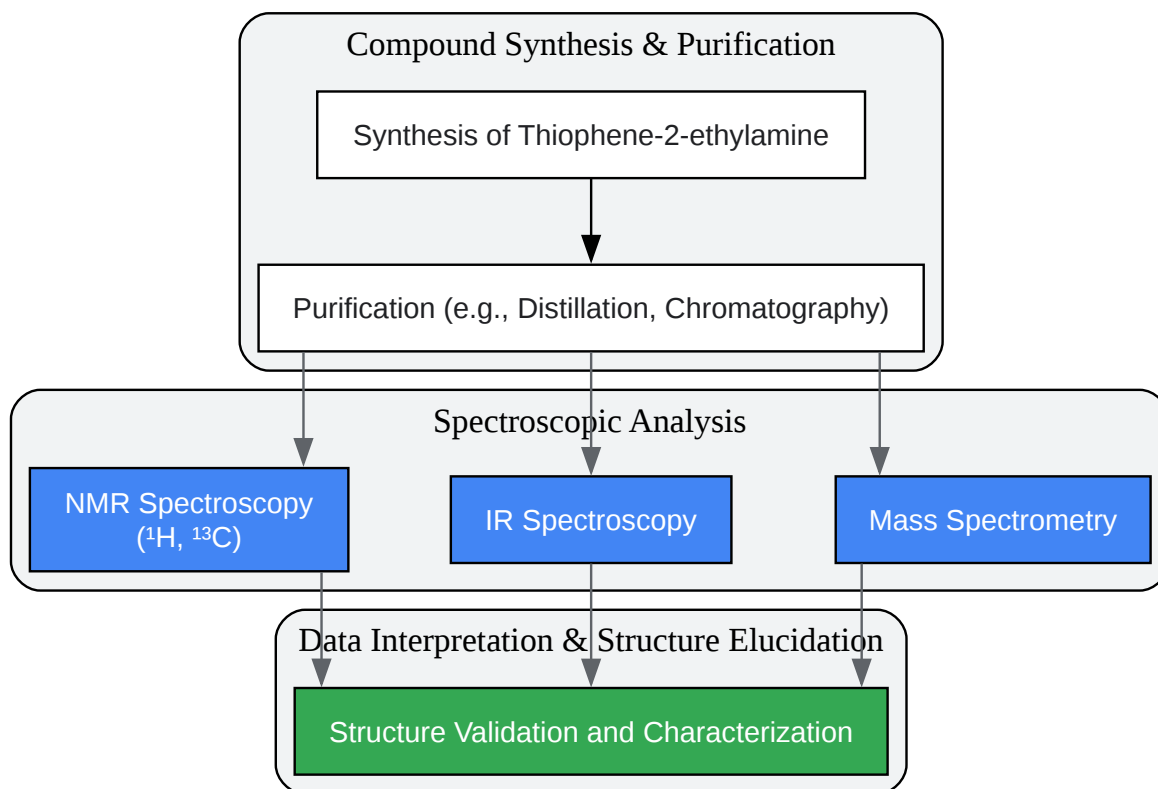 Compound Synthesis & Purification
Synthesis of Thiophene-2-ethylamine
Purification (e.g., Distillation, Chromatography)
Spectroscopic Analysis
NMR Spectroscopy
(¹H, ¹³C)
IR Spectroscopy
Mass Spectrometry
Data Interpretation & Structure Elucidation
Structure Validation and Characterization